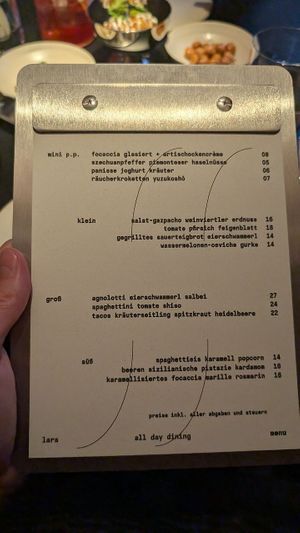 mini p.p. focaccia glasiert + artischockencrème 08
szechuanpfeffer piemonteser haselnüsse 05
panisse joghurt kräuter 06
räucherkroketten yuzukoshō 07
klein salat-gazpacho weinviertler erdnuss 16
tomate pfirsich feigenblatt 18
gegrilltes sauerteigbrot eierschwammerl 14
wassermelonen-ceviche gurke 14
groß agnolotti eierschwammerl salbei 27
spaghettini tomate shiso 24
tacos kräuterseitling spitzkraut heidelbeere 22
süß spaghettieis karamell popcorn 14
beeren sizilianische pistazie kardamom 18
karamellisiertes focaccia marille rosmarin 16
preise inkl. aller abgaben und steuern
lara all day dining menu